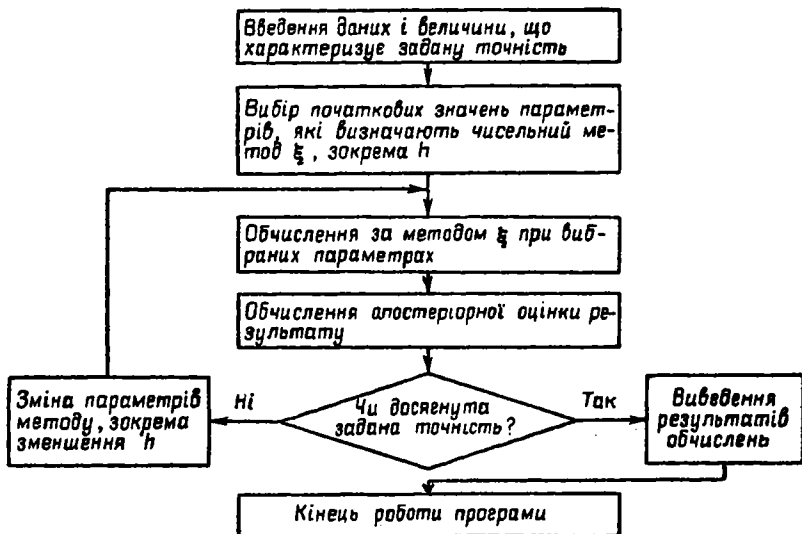 Введення даних і величини, що
характеризує задану точність
Вибір початкових значень парамет-
рів, які визначають чисельний ме-
тод ξ, зокрема h
Обчислення за методом ξ при виб-
раних параметрах
Обчислення апостеріорної оцінки ре-
зультату
Чи досягнута
задана точність?
Ні
Так
Зміна параметрів
методу, зокрема
зменшення h
Виведення
результатів
обчислень
Кінець роботи програми